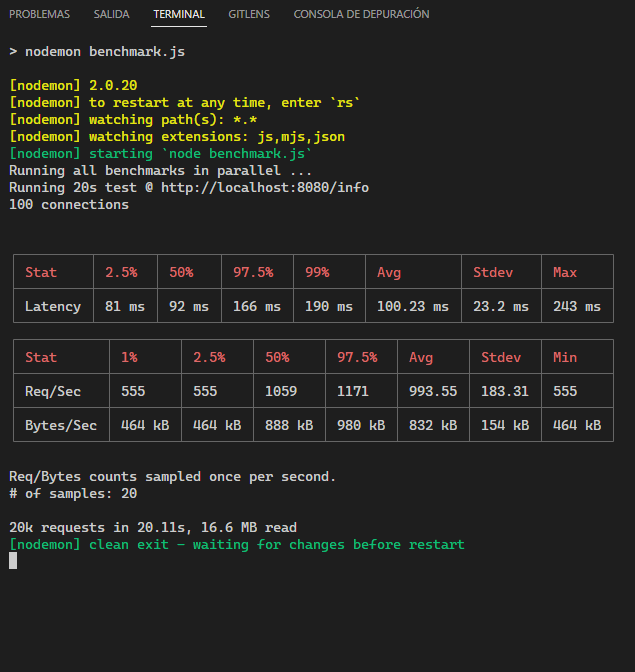 PROBLEMAS SALIDA TERMINAL GITLENS CONSOLA DE DEPURACIÓN
> nodemon benchmark.js
[nodemon] 2.0.20
[nodemon] to restart at any time, enter `rs`
[nodemon] watching path(s): *.*
[nodemon] watching extensions: js,mjs,json
[nodemon] starting `node benchmark.js`
Running all benchmarks in parallel ...
Running 20s test @ http://localhost:8080/info
100 connections
Stat 2.5% 50% 97.5% 99% Avg Stdev Max
Latency 81 ms 92 ms 166 ms 190 ms 100.23 ms 23.2 ms 243 ms
Stat 1% 2.5% 50% 97.5% Avg Stdev Min
Req/Sec 555 555 1059 1171 993.55 183.31 555
Bytes/Sec 464 kB 464 kB 888 kB 980 kB 832 kB 154 kB 464 kB
Req/Bytes counts sampled once per second.
# of samples: 20
20k requests in 20.11s, 16.6 MB read
[nodemon] clean exit - waiting for changes before restart